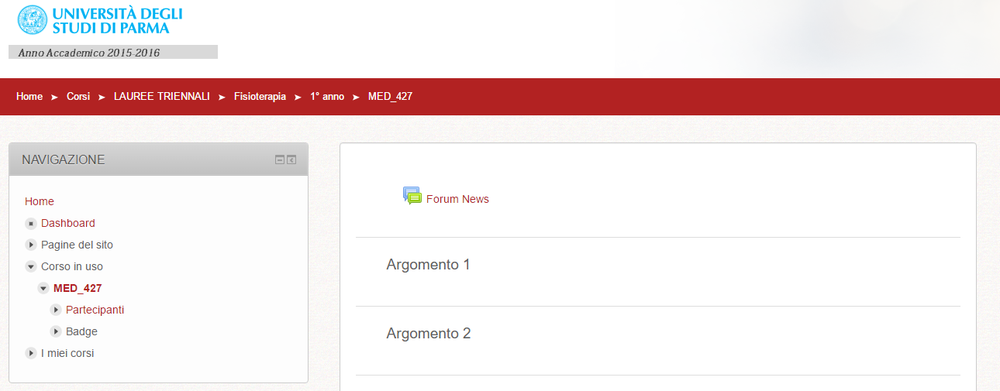 UNIVERSITÀ DEGLI
STUDI DI PARMA
Anno Accademico 2015-2016
Home ➤ Corsi ➤ LAUREE TRIENNALI ➤ Fisioterapia ➤ 1° anno ➤ MED_427
NAVIGAZIONE
Home
Dashboard
Pagine del sito
Corso in uso
MED_427
Partecipanti
Badge
I miei corsi
Forum News
Argomento 1
Argomento 2